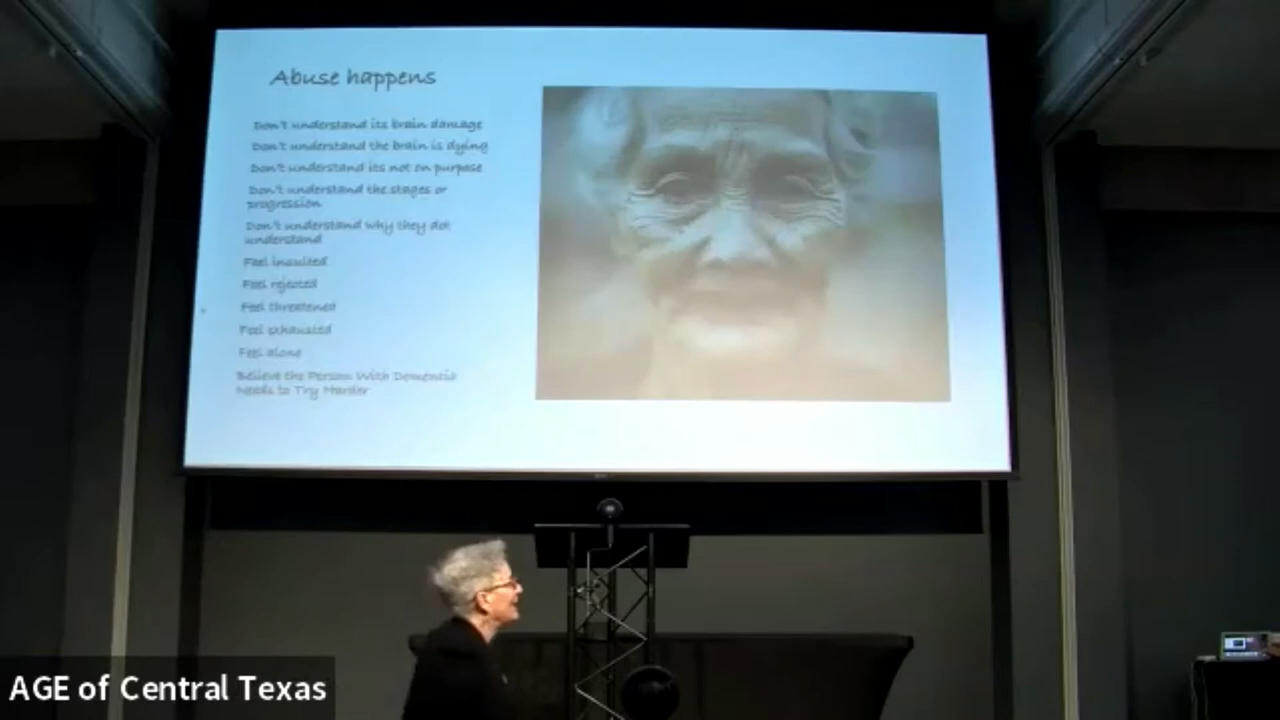 Abuse happens
Don't understand its brain damage
Don't understand the brain is dying
Don't understand its not on purpose
Don't understand the stages or
progression
Don't understand why they dot
understand
Feel insulted
Feel rejected
Feel threatened
Feel exhausted
Feel alone
Believe the Person With Dementia
Needs to Try Harder
AGE of Central Texas